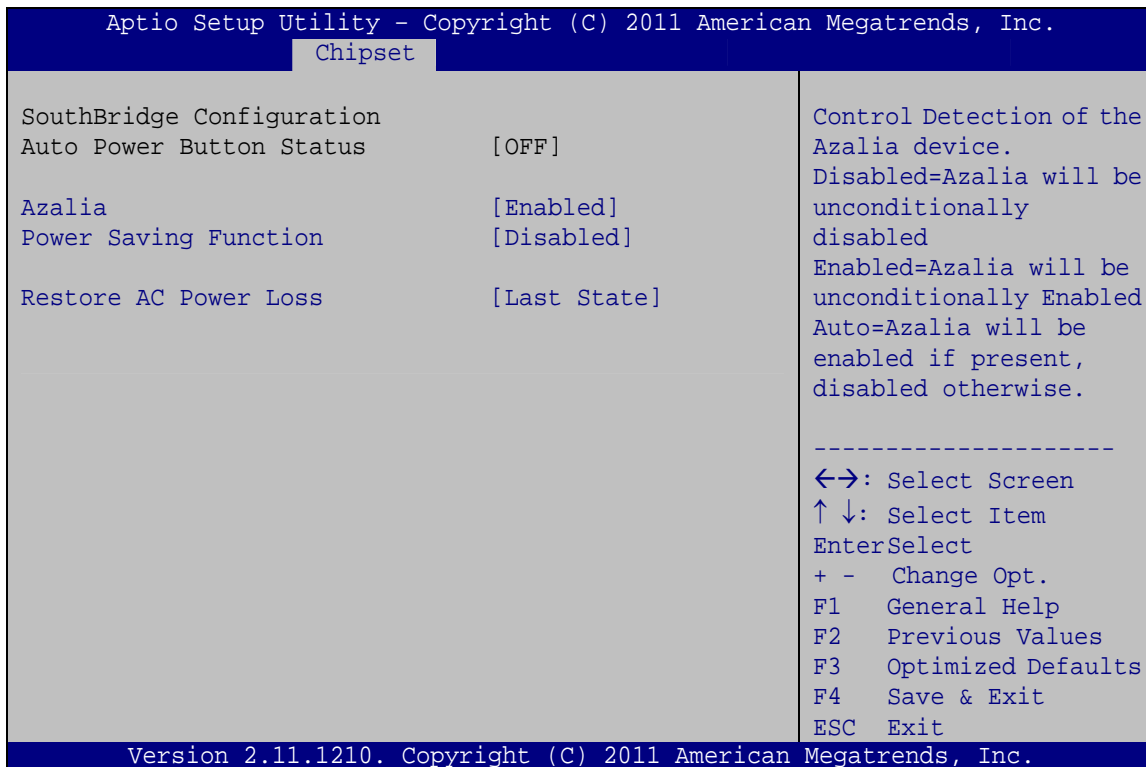 Aptio Setup Utility – Copyright (C) 2011 American Megatrends, Inc.
Chipset
SouthBridge Configuration
Auto Power Button Status [OFF]
Azalia [Enabled]
Power Saving Function [Disabled]
Restore AC Power Loss [Last State]
Control Detection of the
Azalia device.
Disabled=Azalia will be
unconditionally
disabled
Enabled=Azalia will be
unconditionally Enabled
Auto=Azalia will be
enabled if present,
disabled otherwise.
---------------------
←→: Select Screen
↑ ↓: Select Item
EnterSelect
+ - Change Opt.
F1 General Help
F2 Previous Values
F3 Optimized Defaults
F4 Save & Exit
ESC Exit
Version 2.11.1210. Copyright (C) 2011 American Megatrends, Inc.